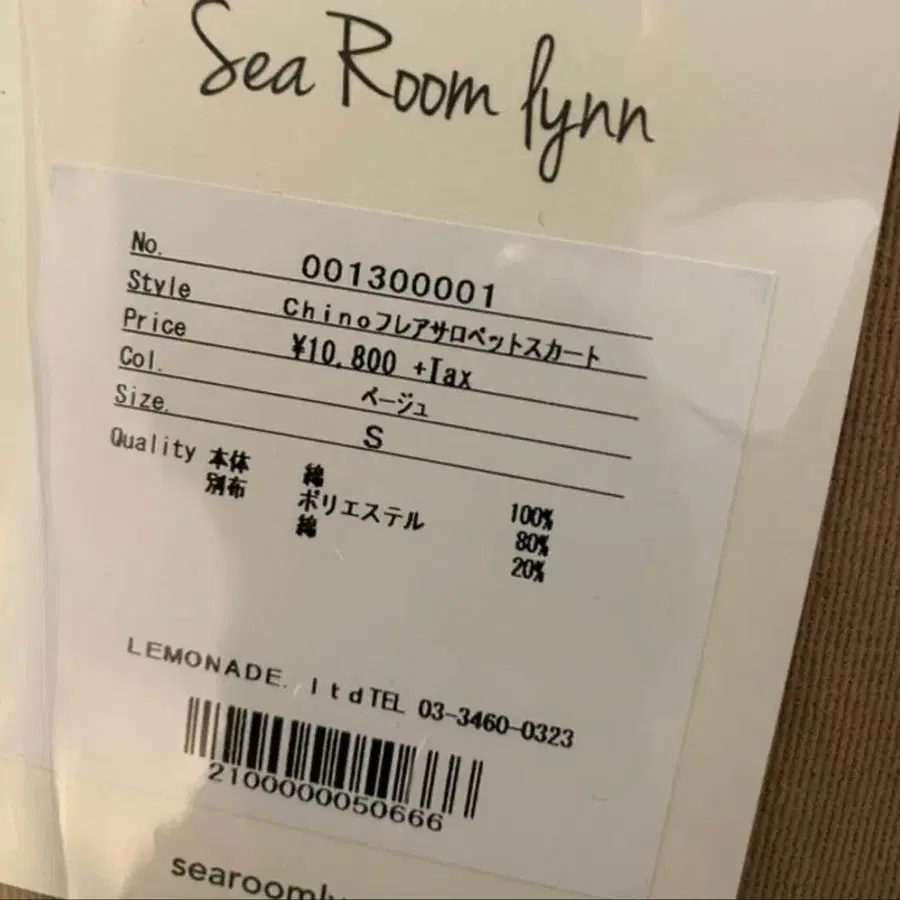 Sea Room lynn
No. 001300001
Style Chinoフレアサロペットスカート
Price ¥10,800 +Tax
Col. ベージュ
Size. S
Quality 本体 綿 100%
別布 ポリエステル 80%
綿 20%
LEMONADE. ltd TEL 03-3460-0323
2100000050666